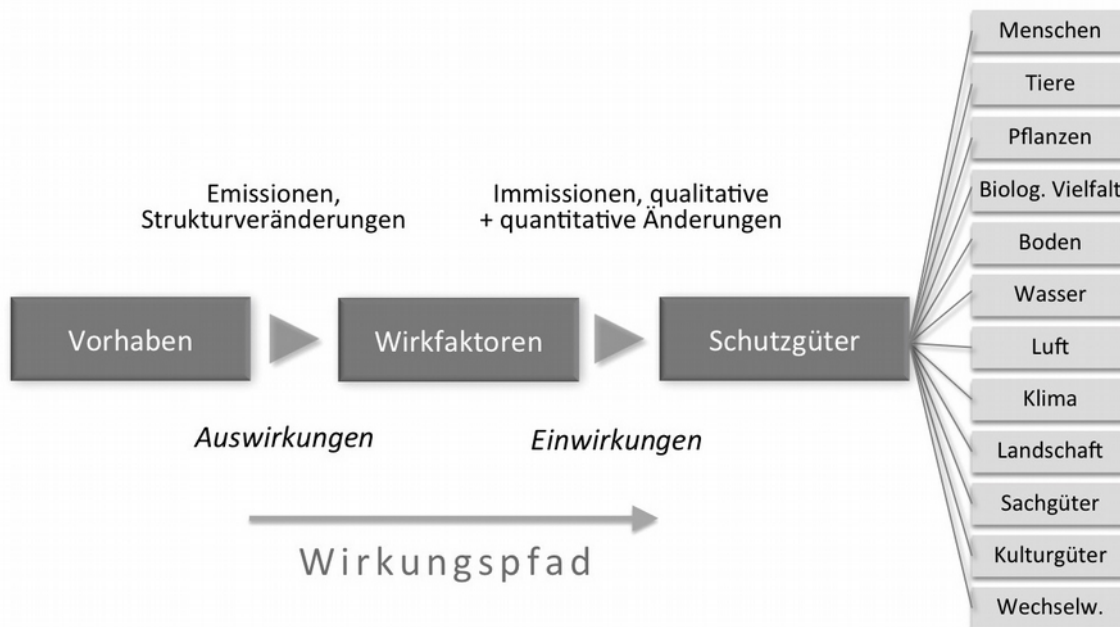 Emissionen,
Strukturveränderungen
Immissionen, qualitative
+ quantitative Änderungen
Vorhaben
Wirkfaktoren
Schutzgüter
Auswirkungen
Einwirkungen
Wirkungspfad
Menschen
Tiere
Pflanzen
Biolog. Vielfalt
Boden
Wasser
Luft
Klima
Landschaft
Sachgüter
Kulturgüter
Wechselw.